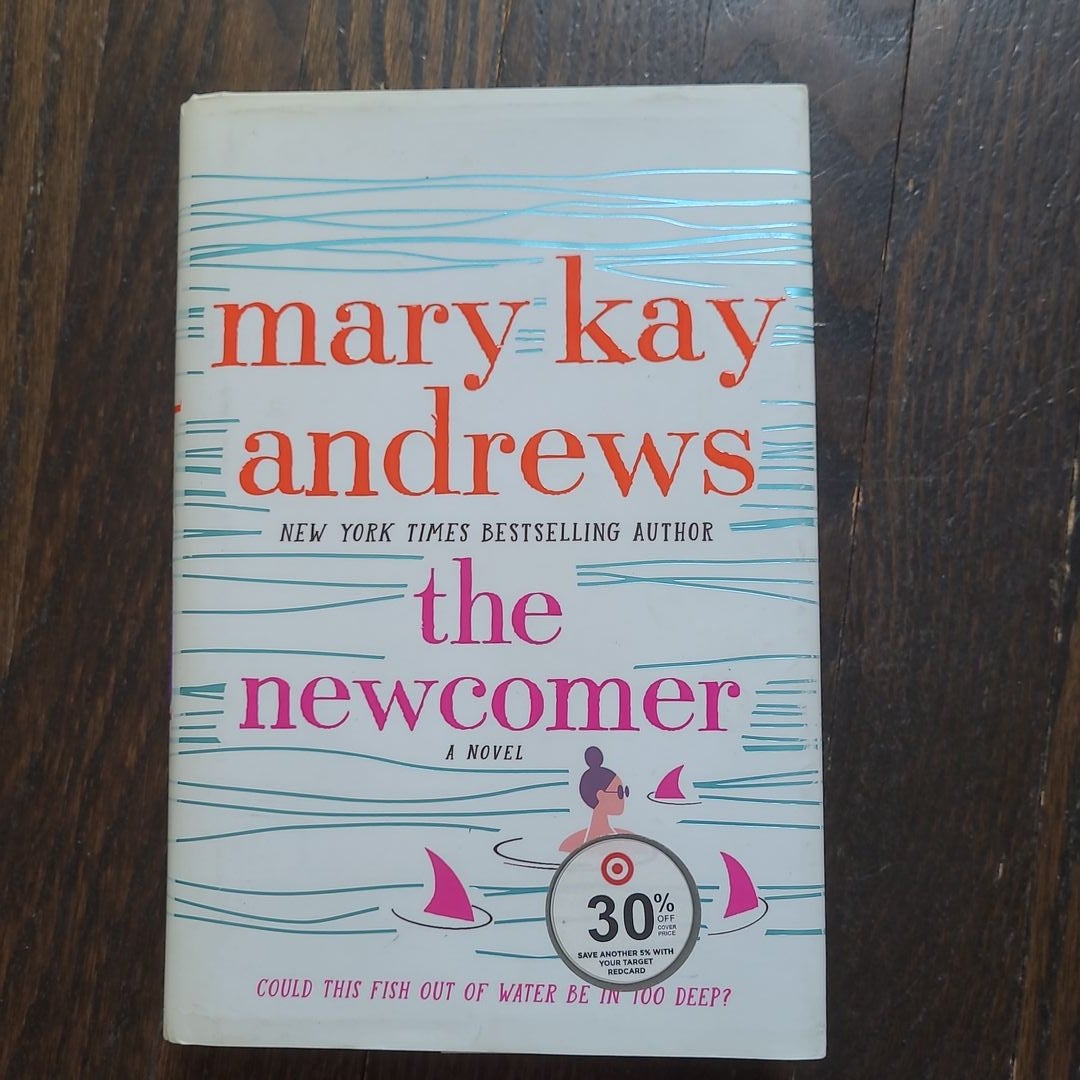 mary kay
andrews
NEW YORK TIMES BESTSELLING AUTHOR
the
newcomer
A NOVEL
30%
OFF
COVER
PRICE
SAVE ANOTHER 5% WITH
YOUR TARGET
REDCARD
COULD THIS FISH OUT OF WATER BE IN TOO DEEP?